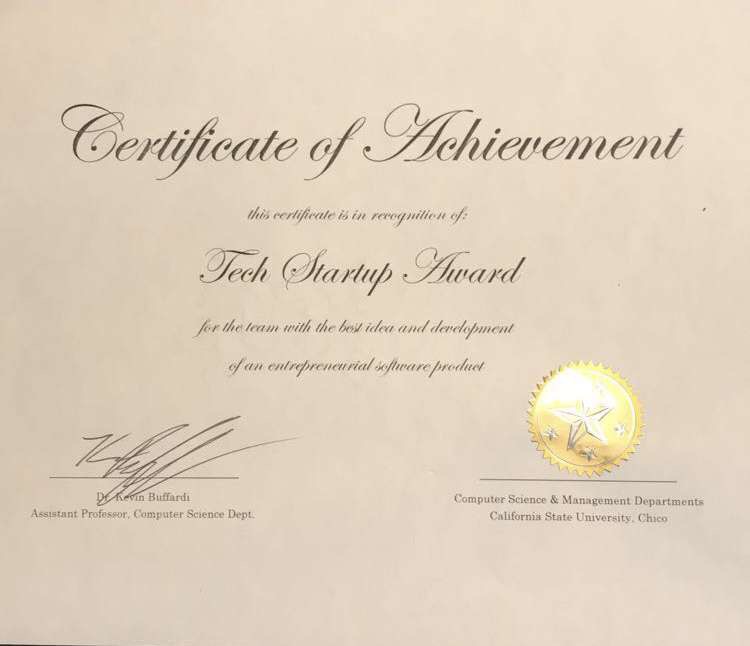 Certificate of Achievement
this certificate is in recognition of:
Tech Startup Award
for the team with the best idea and development
of an entrepreneurial software product
Dr Kevin Buffardi
Assistant Professor, Computer Science Dept.
Computer Science & Management Departments
California State University, Chico